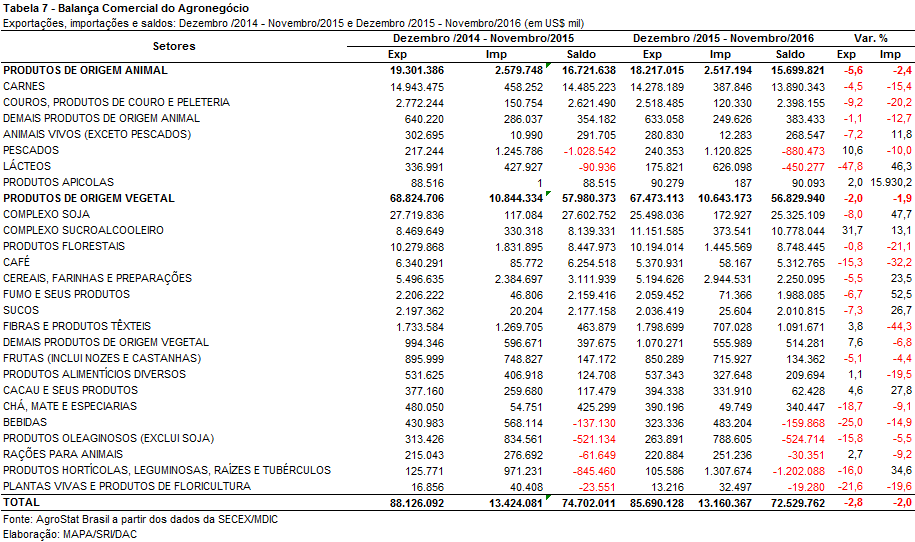 Tabela 7 - Balança Comercial do Agronegócio
Exportações, importações e saldos: Dezembro /2014 - Novembro/2015 e Dezembro /2015 - Novembro/2016 (em US$ mil)
Setores Dezembro /2014 - Novembro/2015 Dezembro /2015 - Novembro/2016 Var. %
Exp Imp Saldo Exp Imp Saldo Exp Imp
PRODUTOS DE ORIGEM ANIMAL 19.301.386 2.579.748 16.721.638 18.217.015 2.517.194 15.699.821 -5,6 -2,4
CARNES 14.943.475 458.252 14.485.223 14.278.189 387.846 13.890.343 -4,5 -15,4
COUROS, PRODUTOS DE COURO E PELETERIA 2.772.244 150.754 2.621.490 2.518.485 120.330 2.398.155 -9,2 -20,2
DEMAIS PRODUTOS DE ORIGEM ANIMAL 640.220 286.037 354.182 633.058 249.626 383.433 -1,1 -12,7
ANIMAIS VIVOS (EXCETO PESCADOS) 302.695 10.990 291.705 280.830 12.283 268.547 -7,2 11,8
PESCADOS 217.244 1.245.786 -1.028.542 240.353 1.120.825 -880.473 10,6 -10,0
LÁCTEOS 336.991 427.927 -90.936 175.821 626.098 -450.277 -47,8 46,3
PRODUTOS APICOLAS 88.516 1 88.515 90.279 187 90.093 2,0 15.930,2
PRODUTOS DE ORIGEM VEGETAL 68.824.706 10.844.334 57.980.373 67.473.113 10.643.173 56.829.940 -2,0 -1,9
COMPLEXO SOJA 27.719.836 117.084 27.602.752 25.498.036 172.927 25.325.109 -8,0 47,7
COMPLEXO SUCROALCOOLEIRO 8.469.649 330.318 8.139.331 11.151.585 373.541 10.778.044 31,7 13,1
PRODUTOS FLORESTAIS 10.279.868 1.831.895 8.447.973 10.194.014 1.445.569 8.748.445 -0,8 -21,1
CAFÉ 6.340.291 85.772 6.254.518 5.370.931 58.167 5.312.765 -15,3 -32,2
CEREAIS, FARINHAS E PREPARAÇÕES 5.496.635 2.384.697 3.111.939 5.194.626 2.944.531 2.250.095 -5,5 23,5
FUMO E SEUS PRODUTOS 2.206.222 46.806 2.159.416 2.059.452 71.366 1.988.085 -6,7 52,5
SUCOS 2.197.362 20.204 2.177.158 2.036.419 25.604 2.010.815 -7,3 26,7
FIBRAS E PRODUTOS TÊXTEIS 1.733.584 1.269.705 463.879 1.798.699 707.028 1.091.671 3,8 -44,3
DEMAIS PRODUTOS DE ORIGEM VEGETAL 994.346 596.671 397.675 1.070.271 555.989 514.281 7,6 -6,8
FRUTAS (INCLUI NOZES E CASTANHAS) 895.999 748.827 147.172 850.289 715.927 134.362 -5,1 -4,4
PRODUTOS ALIMENTÍCIOS DIVERSOS 531.625 406.918 124.708 537.343 327.648 209.694 1,1 -19,5
CACAU E SEUS PRODUTOS 377.160 259.680 117.479 394.338 331.910 62.428 4,6 27,8
CHÁ, MATE E ESPECIARIAS 480.050 54.751 425.299 390.196 49.749 340.447 -18,7 -9,1
BEBIDAS 430.983 568.114 -137.130 323.336 483.204 -159.868 -25,0 -14,9
PRODUTOS OLEAGINOSOS (EXCLUI SOJA) 313.426 834.561 -521.134 263.891 788.605 -524.714 -15,8 -5,5
RAÇÕES PARA ANIMAIS 215.043 276.692 -61.649 220.884 251.236 -30.351 2,7 -9,2
PRODUTOS HORTÍCOLAS, LEGUMINOSAS, RAÍZES E TUBÉRCULOS 125.771 971.231 -845.460 105.586 1.307.674 -1.202.088 -16,0 34,6
PLANTAS VIVAS E PRODUTOS DE FLORICULTURA 16.856 40.408 -23.551 13.216 32.497 -19.280 -21,6 -19,6
TOTAL 88.126.092 13.424.081 74.702.011 85.690.128 13.160.367 72.529.762 -2,8 -2,0
Fonte: AgroStat Brasil a partir dos dados da SECEX/MDIC
Elaboração: MAPA/SRI/DAC